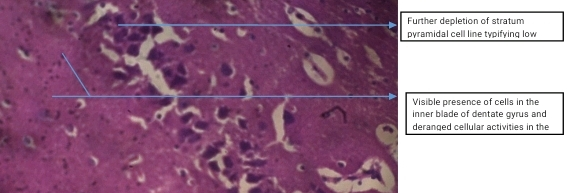 Further depletion of stratum
pyramidal cell line typifying low
Visible presence of cells in the
inner blade of dentate gyrus and
deranged cellular activities in the